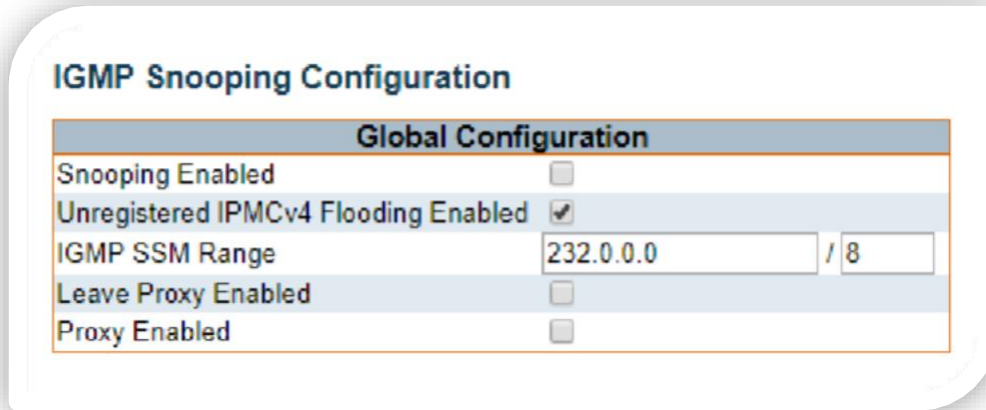 IGMP Snooping Configuration
Global Configuration
Snooping Enabled
Unregistered IPMCv4 Flooding Enabled
IGMP SSM Range 232.0.0.0 / 8
Leave Proxy Enabled
Proxy Enabled